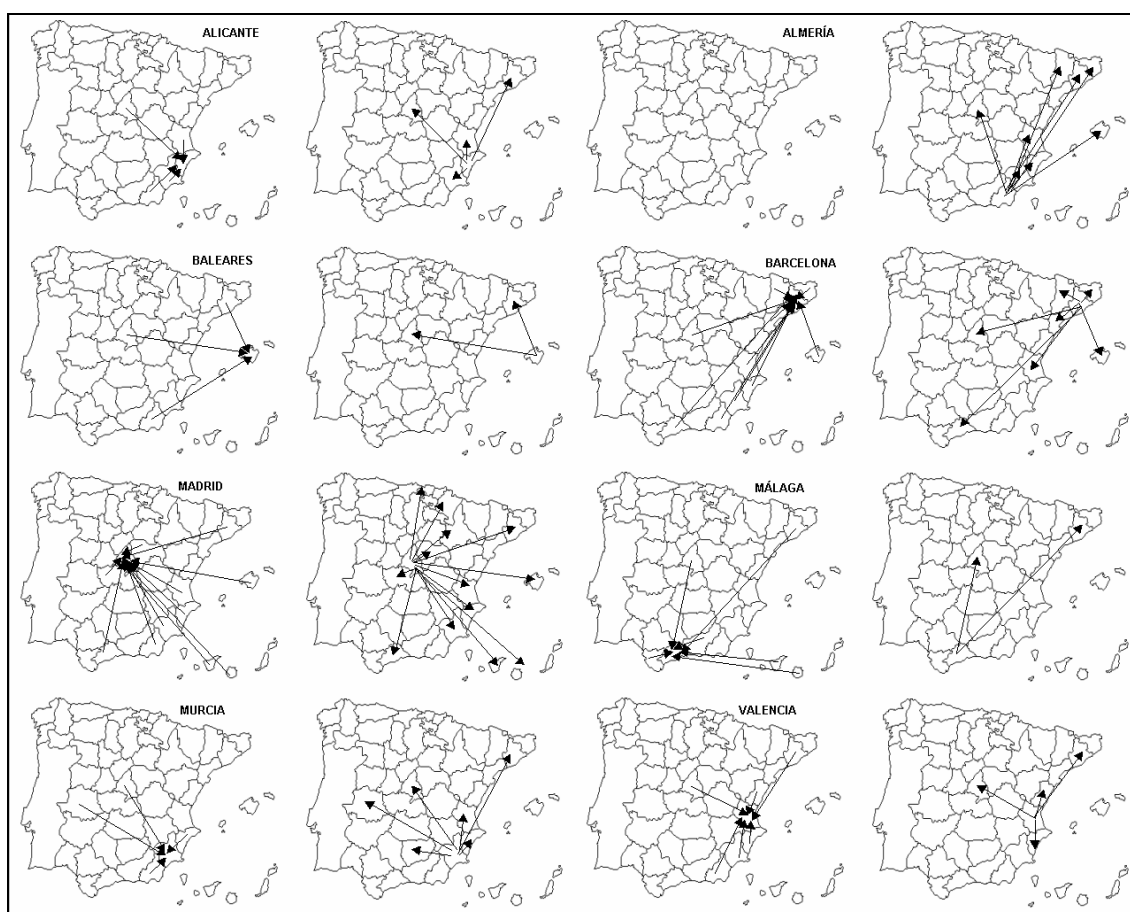 ALICANTE
ALMERÍA
BALEARES
BARCELONA
MADRID
MÁLAGA
MURCIA
VALENCIA